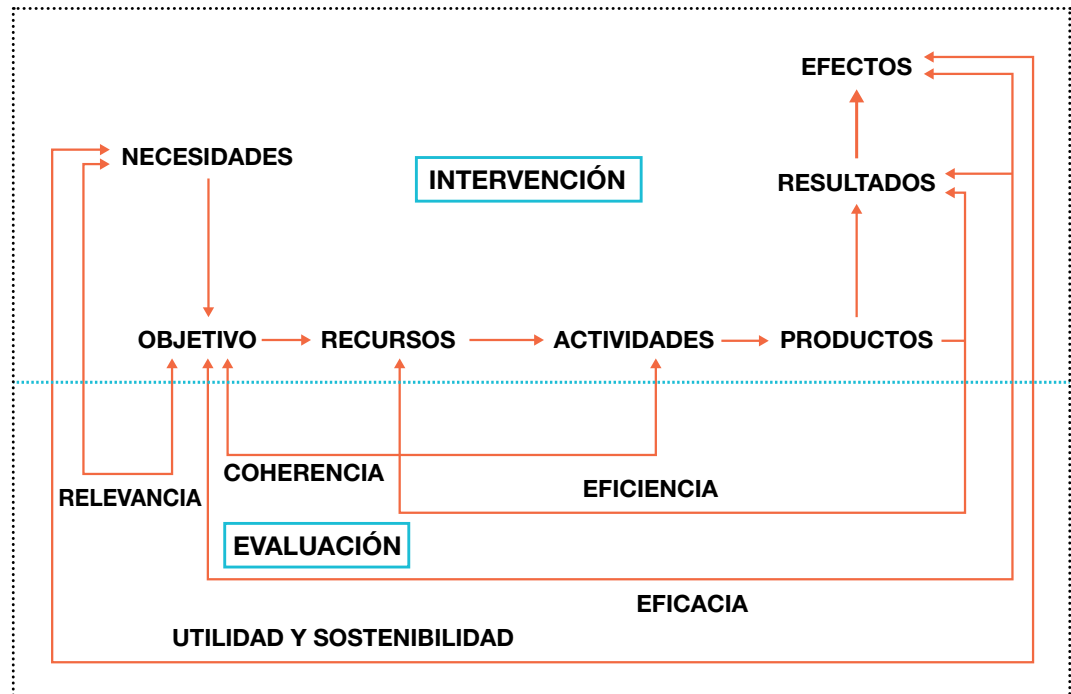 EFECTOS
NECESIDADES
INTERVENCIÓN
RESULTADOS
OBJETIVO
RECURSOS
ACTIVIDADES
PRODUCTOS
COHERENCIA
RELEVANCIA
EFICIENCIA
EVALUACIÓN
EFICACIA
UTILIDAD Y SOSTENIBILIDAD